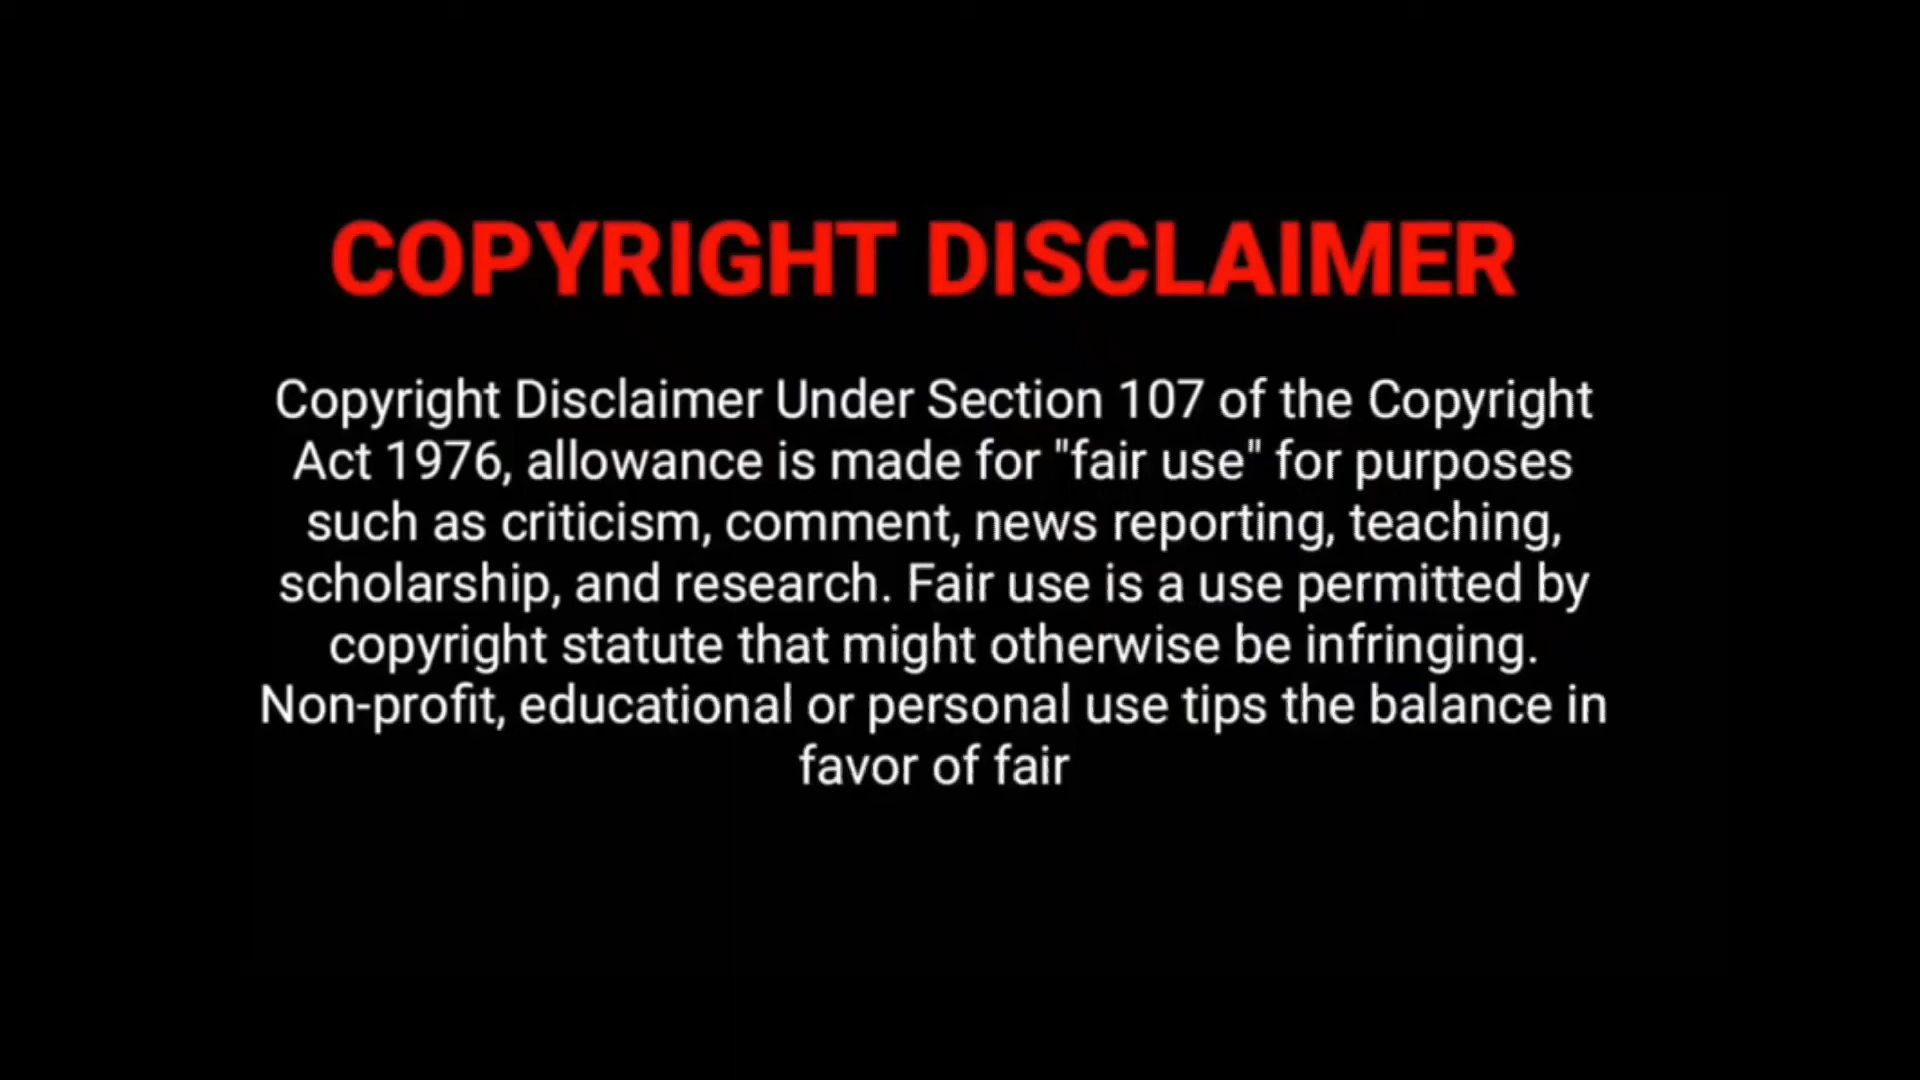 COPYRIGHT DISCLAIMER
Copyright Disclaimer Under Section 107 of the Copyright
Act 1976, allowance is made for "fair use" for purposes
such as criticism, comment, news reporting, teaching,
scholarship, and research. Fair use is a use permitted by
copyright statute that might otherwise be infringing.
Non-profit, educational or personal use tips the balance in
favor of fair